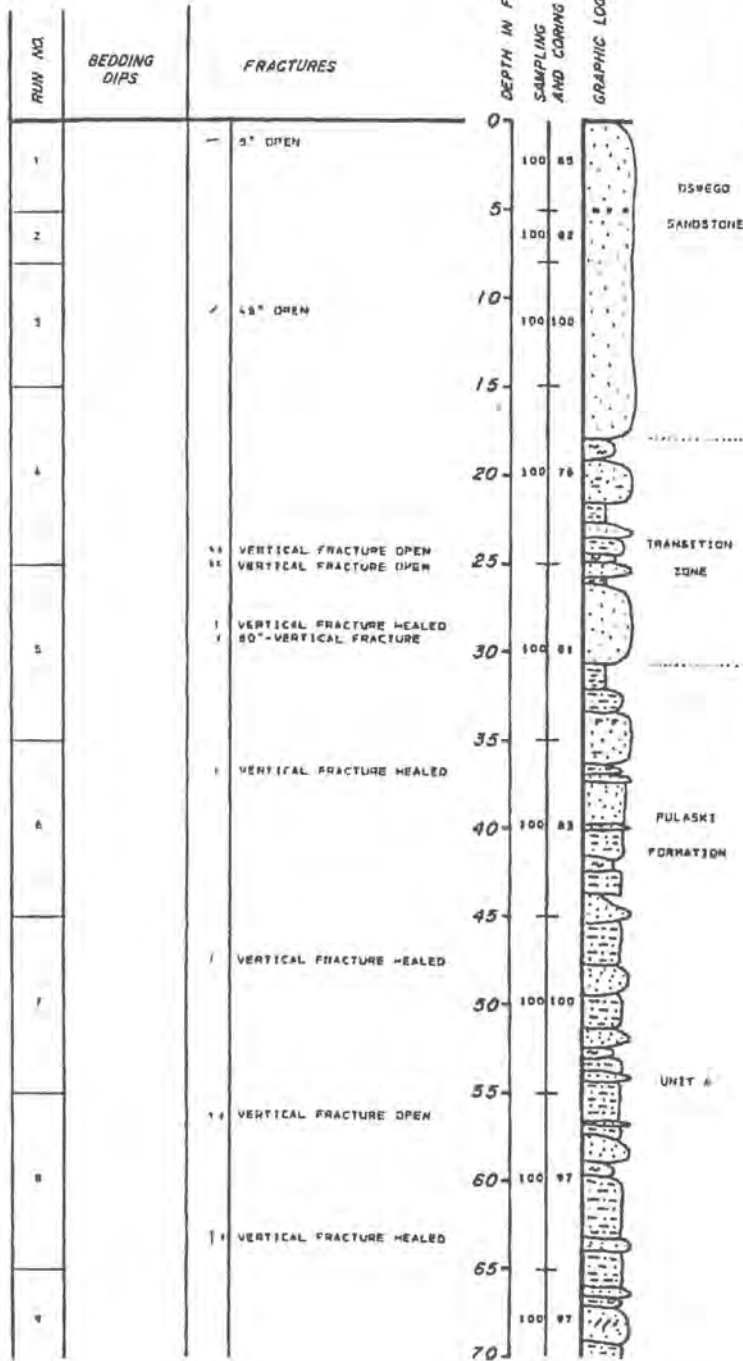 RUN NO.
BEDDING
DIPS
FRACTURES
DEPTH IN F
SAMPLING
AND CORING
GRAPHIC LOG
0
5° OPEN
1
100
OSWEGO
5
SANDSTONE
2
100
10
3
45° OPEN
100 100
15
4
20
100
VERTICAL FRACTURE OPEN
TRANSITION
25
VERTICAL FRACTURE OPEN
ZONE
VERTICAL FRACTURE HEALED
80°-VERTICAL FRACTURE
5
30
100 81
35
VERTICAL FRACTURE HEALED
PULASKI
6
40
100 83
FORMATION
45
VERTICAL FRACTURE HEALED
7
50
100 100
UNIT A
55
VERTICAL FRACTURE OPEN
8
60
100 97
VERTICAL FRACTURE HEALED
65
9
100 97
70